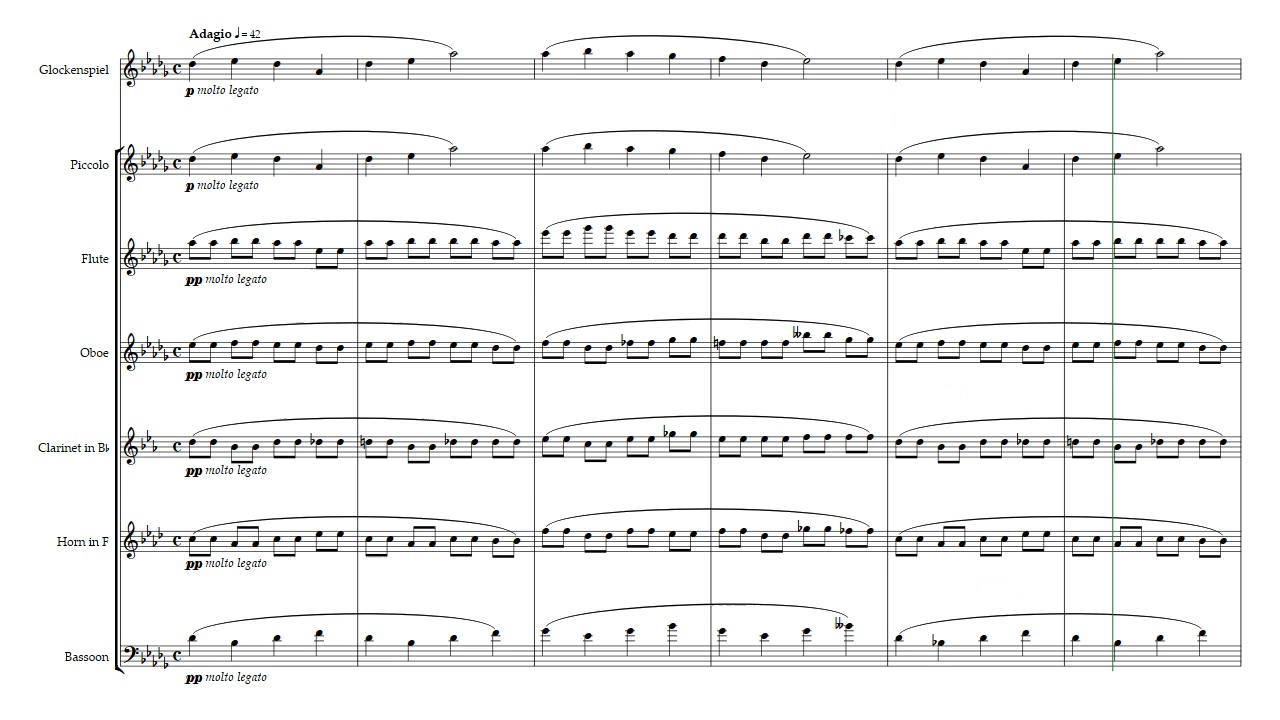 Adagio ♩=42
Glockenspiel
p molto legato
Piccolo
p molto legato
Flute
pp molto legato
Oboe
pp molto legato
Clarinet in B♭
pp molto legato
Horn in F
pp molto legato
Bassoon
pp molto legato